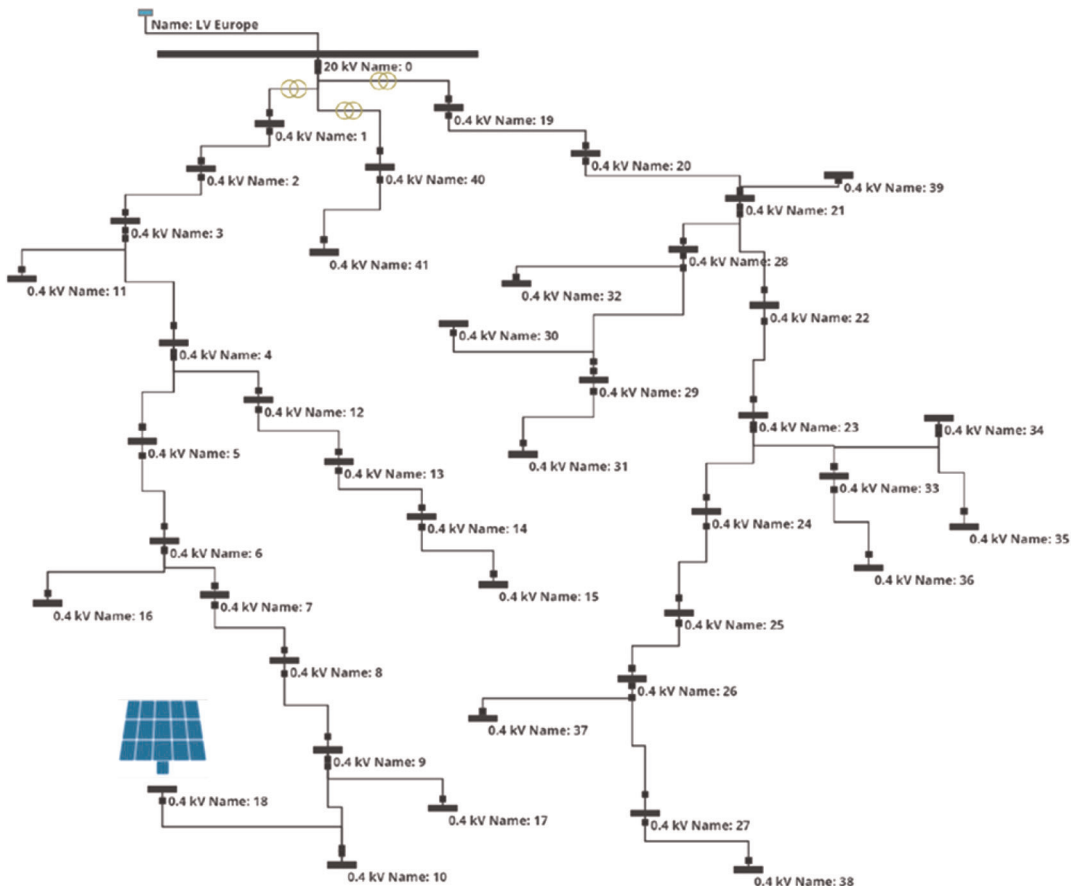 Name: LV Europe
20 kV Name: 0
0.4 kV Name: 19
0.4 kV Name: 1
0.4 kV Name: 20
0.4 kV Name: 2
0.4 kV Name: 40
0.4 kV Name: 39
0.4 kV Name: 21
0.4 kV Name: 3
0.4 kV Name: 41
0.4 kV Name: 28
0.4 kV Name: 11
0.4 kV Name: 32
0.4 kV Name: 22
0.4 kV Name: 30
0.4 kV Name: 4
0.4 kV Name: 29
0.4 kV Name: 12
0.4 kV Name: 23
0.4 kV Name: 34
0.4 kV Name: 5
0.4 kV Name: 31
0.4 kV Name: 13
0.4 kV Name: 33
0.4 kV Name: 24
0.4 kV Name: 14
0.4 kV Name: 35
0.4 kV Name: 6
0.4 kV Name: 36
0.4 kV Name: 15
0.4 kV Name: 7
0.4 kV Name: 16
0.4 kV Name: 25
0.4 kV Name: 8
0.4 kV Name: 26
0.4 kV Name: 37
0.4 kV Name: 9
0.4 kV Name: 18
0.4 kV Name: 17
0.4 kV Name: 27
0.4 kV Name: 10
0.4 kV Name: 38